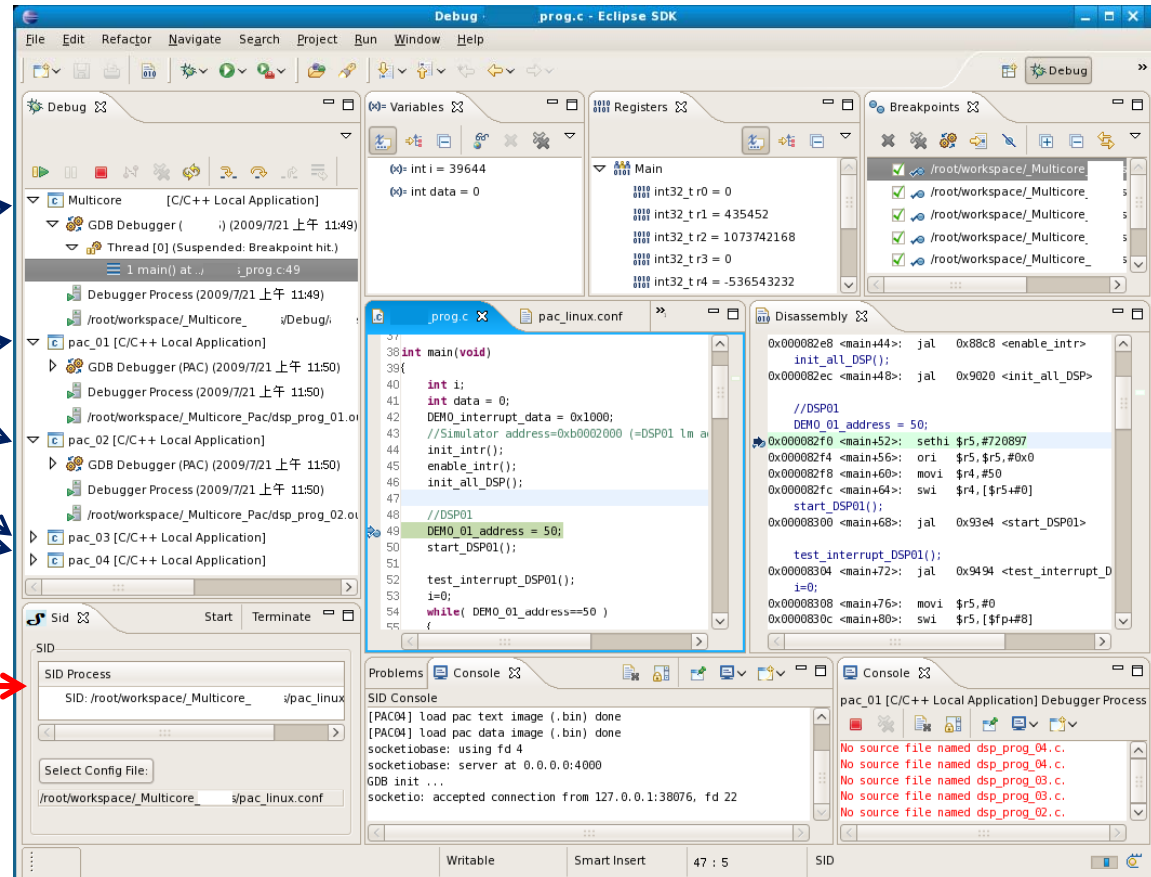 Debug - _prog.c - Eclipse SDK
File Edit Refactor Navigate Search Project Run Window Help
Debug »
Debug
Multicore [C/C++ Local Application]
GDB Debugger ( ) (2009/7/21 上午 11:49)
Thread [0] (Suspended: Breakpoint hit.)
1 main() at ../ _prog.c:49
Debugger Process (2009/7/21 上午 11:49)
/root/workspace/_Multicore_ /Debug/
pac_01 [C/C++ Local Application]
GDB Debugger (PAC) (2009/7/21 上午 11:50)
Debugger Process (2009/7/21 上午 11:50)
/root/workspace/_Multicore_Pac/dsp_prog_01.ou
pac_02 [C/C++ Local Application]
GDB Debugger (PAC) (2009/7/21 上午 11:50)
Debugger Process (2009/7/21 上午 11:50)
/root/workspace/_Multicore_Pac/dsp_prog_02.ou
pac_03 [C/C++ Local Application]
pac_04 [C/C++ Local Application]
(x)= Variables
(x)= int i = 39644
(x)= int data = 0
Registers
Main
int32_t r0 = 0
int32_t r1 = 435452
int32_t r2 = 1073742168
int32_t r3 = 0
int32_t r4 = -536543232
Breakpoints
/root/workspace/_Multicore_
/root/workspace/_Multicore_ s
/root/workspace/_Multicore_ s
/root/workspace/_Multicore_ s
/root/workspace/_Multicore_ s
_prog.c pac_linux.conf »
37
38 int main(void)
39 {
40 int i;
41 int data = 0;
42 DEMO_interrupt_data = 0x1000;
43 //Simulator address=0xb0002000 (=DSP01 lm a
44 init_intr();
45 enable_intr();
46 init_all_DSP();
47
48 //DSP01
49 DEMO_01_address = 50;
50 start_DSP01();
51
52 test_interrupt_DSP01();
53 i=0;
54 while( DEMO_01_address==50 )
55 {
Disassembly
0x000082e8 <main+44>: jal 0x88c8 <enable_intr>
init_all_DSP();
0x000082ec <main+48>: jal 0x9020 <init_all_DSP>
//DSP01
DEMO_01_address = 50;
0x000082f0 <main+52>: sethi $r5,#720897
0x000082f4 <main+56>: ori $r5,$r5,#0x0
0x000082f8 <main+60>: movi $r4,#50
0x000082fc <main+64>: swi $r4,[$r5+#0]
start_DSP01();
0x00008300 <main+68>: jal 0x93e4 <start_DSP01>
test_interrupt_DSP01();
0x00008304 <main+72>: jal 0x9494 <test_interrupt_D
i=0;
0x00008308 <main+76>: movi $r5,#0
0x0000830c <main+80>: swi $r5,[$fp+#8]
Sid Start Terminate
SID
SID Process
SID: /root/workspace/_Multicore_ s/pac_linux
Select Config File:
/root/workspace/_Multicore_ s/pac_linux.conf
Problems Console
SID Console
[PAC04] load pac text image (.bin) done
[PAC04] load pac data image (.bin) done
socketiobase: using fd 4
socketiobase: server at 0.0.0.0:4000
GDB init ...
socketio: accepted connection from 127.0.0.1:38076, fd 22
Console
pac_01 [C/C++ Local Application] Debugger Process
No source file named dsp_prog_04.c.
No source file named dsp_prog_04.c.
No source file named dsp_prog_03.c.
No source file named dsp_prog_03.c.
No source file named dsp_prog_02.c.
Writable Smart Insert 47 : 5 SID